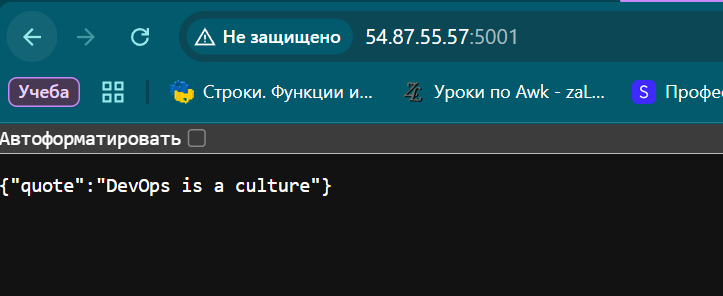 Не защищено 54.87.55.57:5001
Учеба Строки. Функции и... Уроки по Awk - zaL... S Профес
Автоформатировать
{"quote":"DevOps is a culture"}